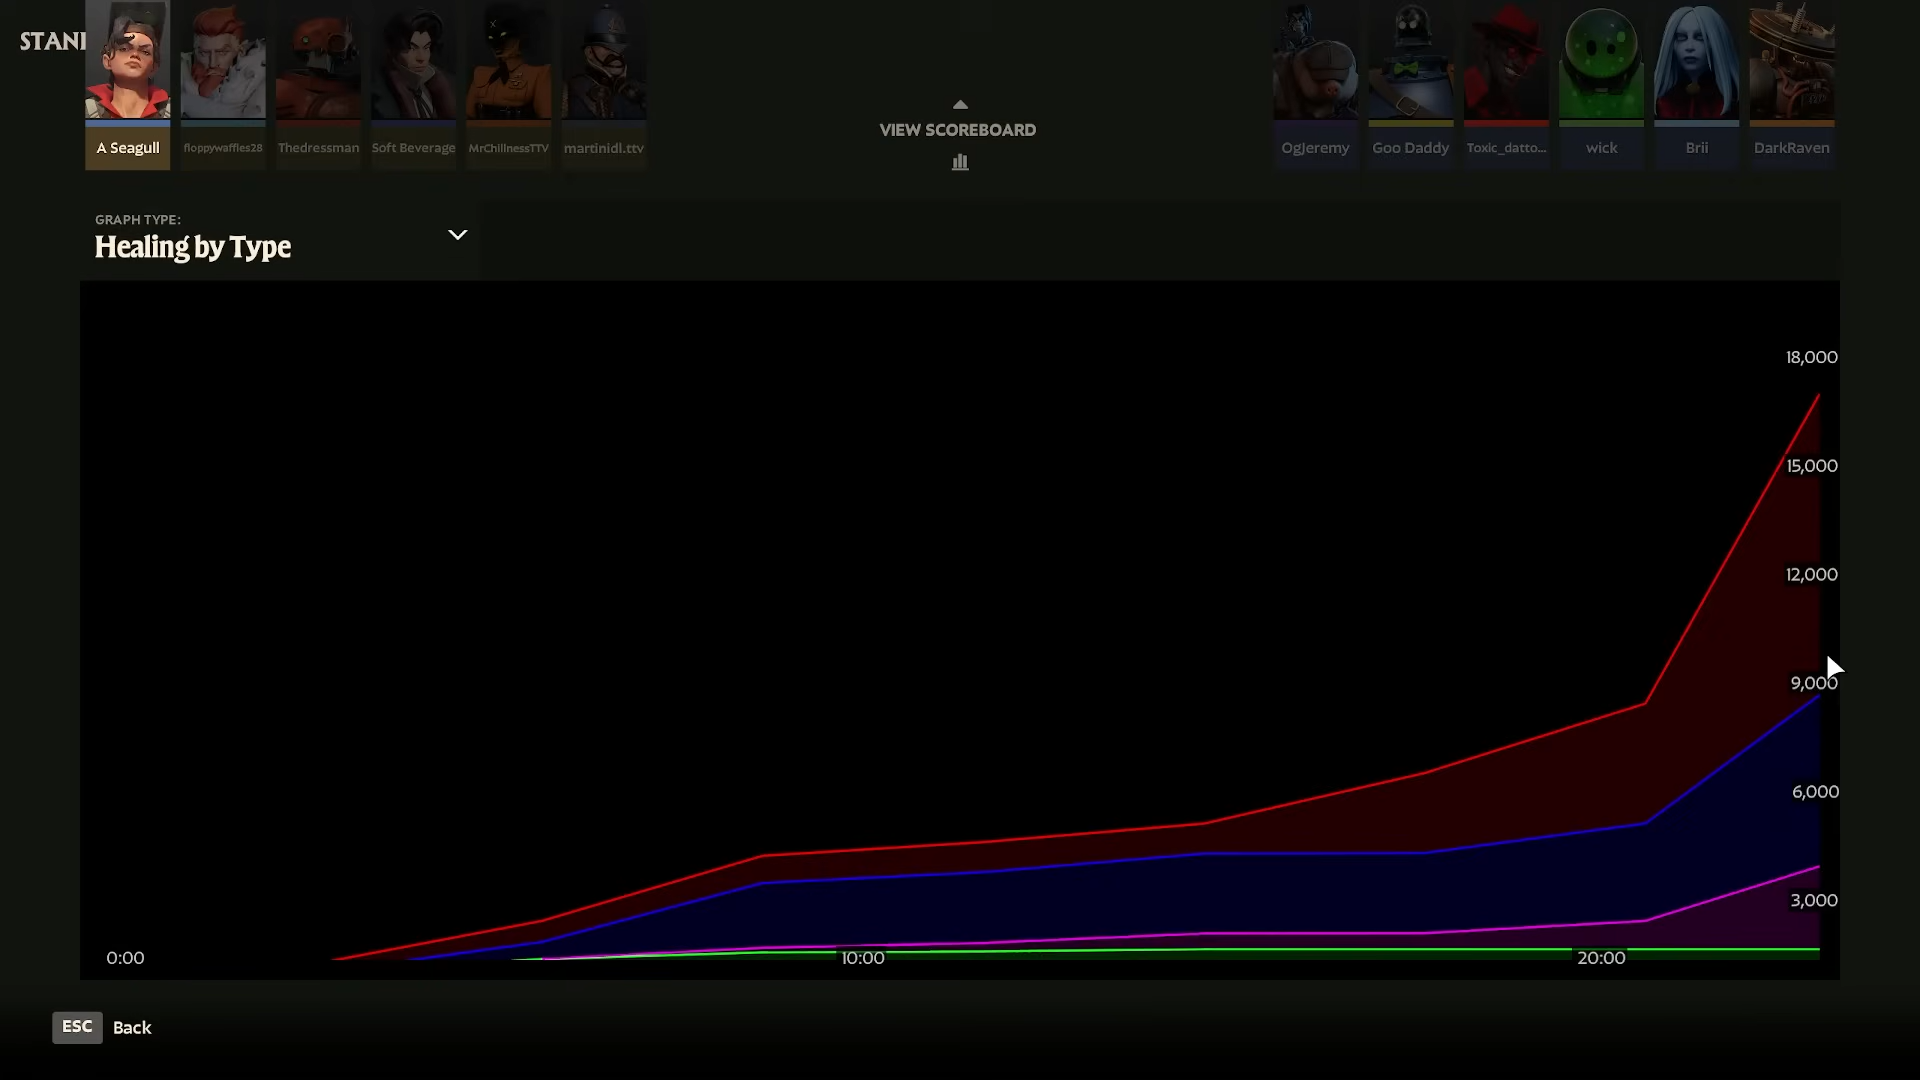 STANI
A Seagull
floppywaffles28
Thedressman
Soft Beverage
MrChillnessTTV
martinidl.ttv
VIEW SCOREBOARD
OgJeremy
Goo Daddy
Toxic_datto...
wick
Brii
DarkRaven
GRAPH TYPE:
Healing by Type
18,000
15,000
12,000
9,000
6,000
3,000
0:00
10:00
20:00
ESC Back